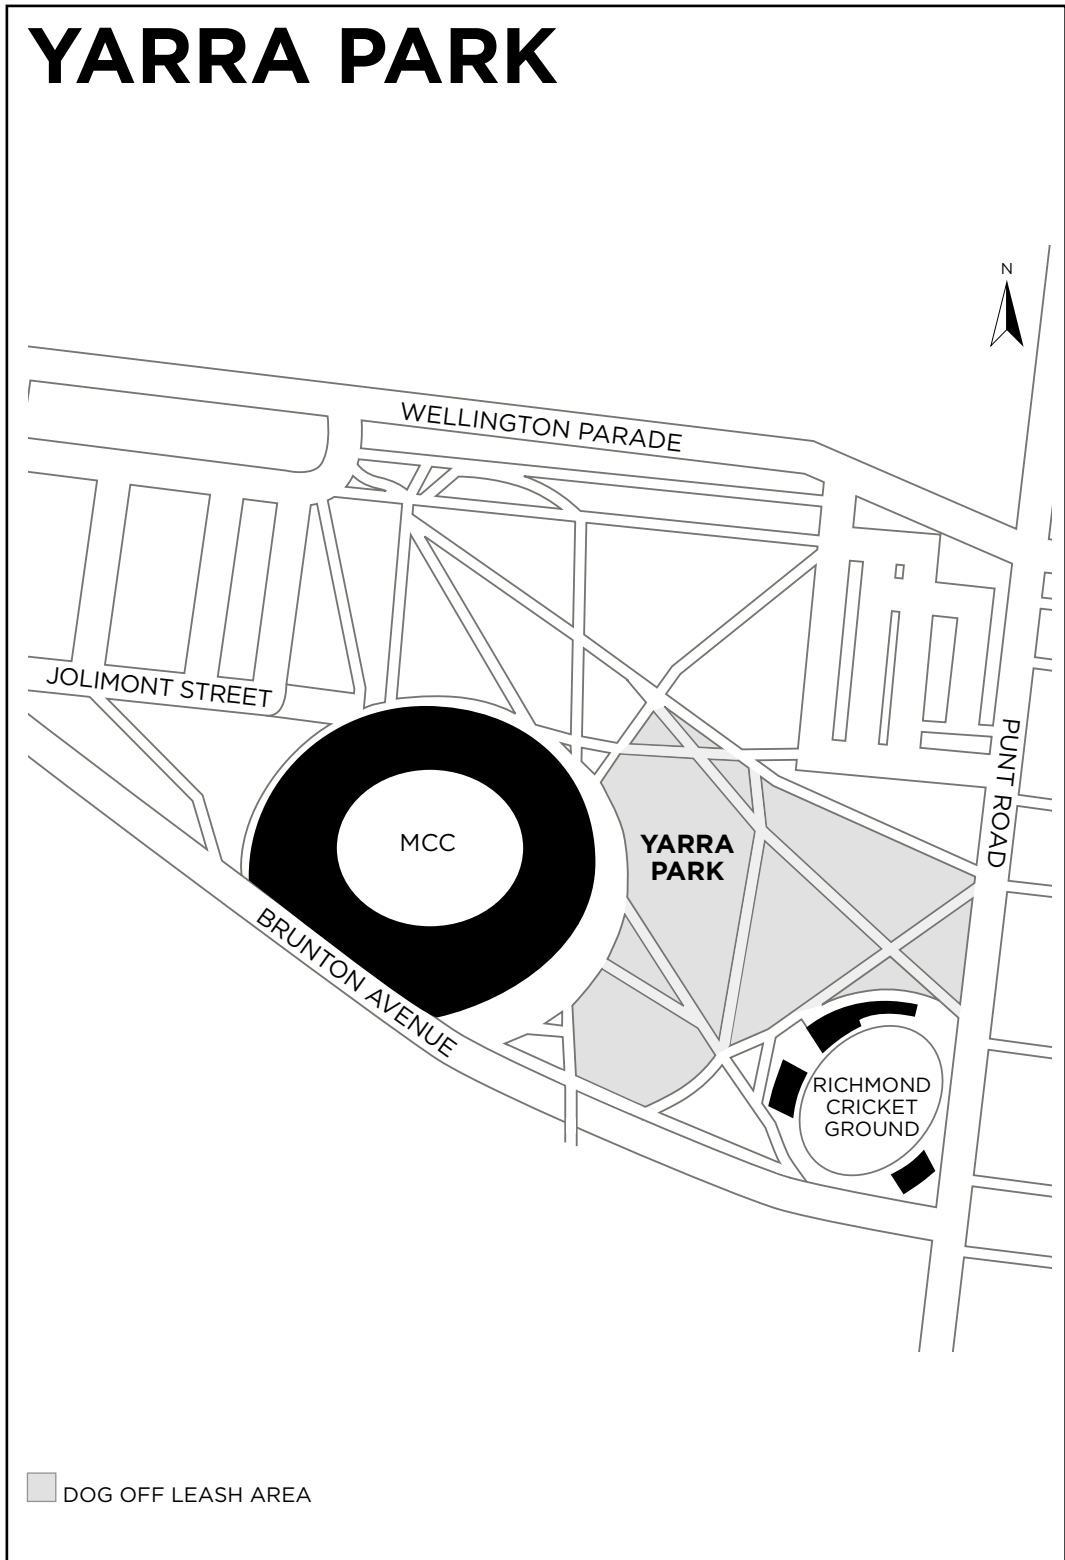 YARRA PARK
N
WELLINGTON PARADE
JOLIMONT STREET
PUNT ROAD
MCC
YARRA
PARK
BRUNTON AVENUE
RICHMOND
CRICKET
GROUND
DOG OFF LEASH AREA